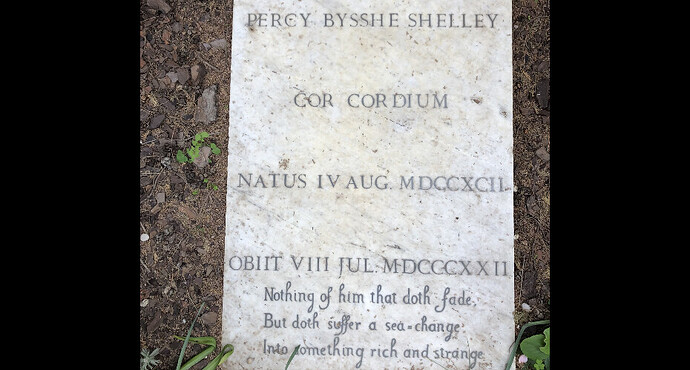 PERCY BYSSHE SHELLEY
COR CORDIUM
NATUS IV AUG. MDCCXCII
OBIIT VIII JUL. MDCCCXXII
Nothing of him that doth fade,
But doth suffer a sea=change
Into something rich and strange